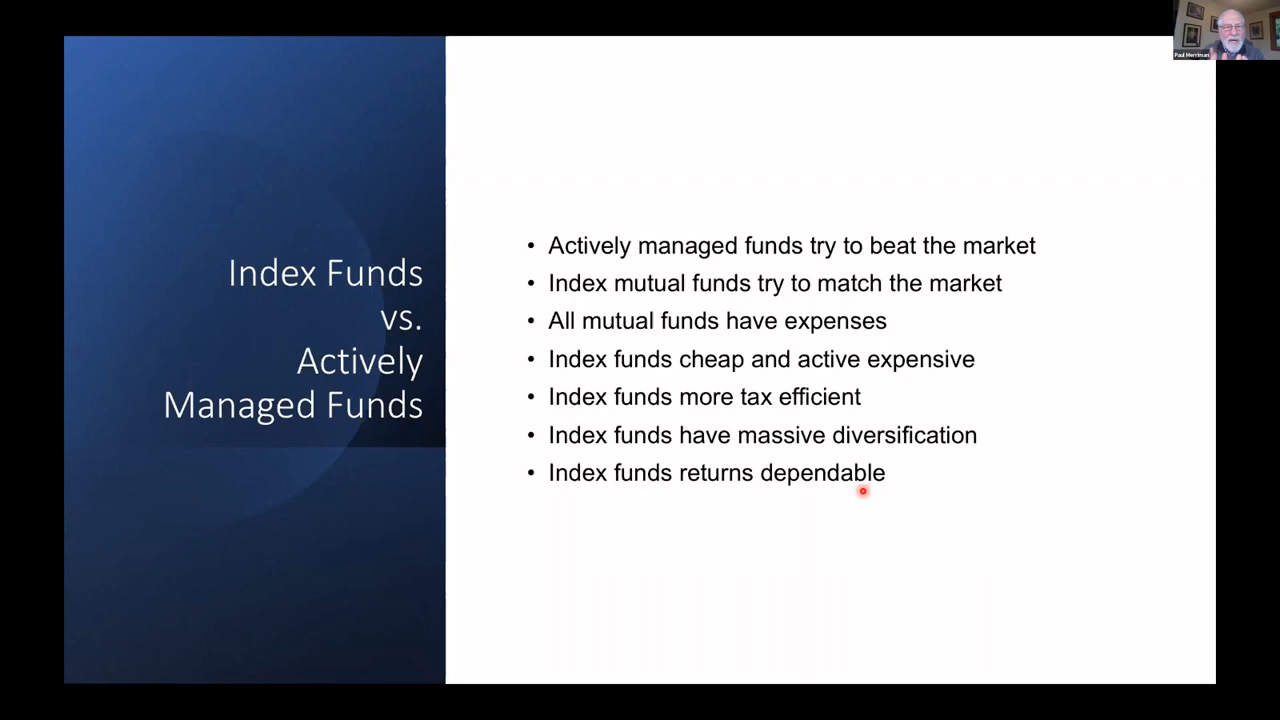 Paul Merriman
Index Funds
vs.
Actively
Managed Funds
• Actively managed funds try to beat the market
• Index mutual funds try to match the market
• All mutual funds have expenses
• Index funds cheap and active expensive
• Index funds more tax efficient
• Index funds have massive diversification
• Index funds returns dependable